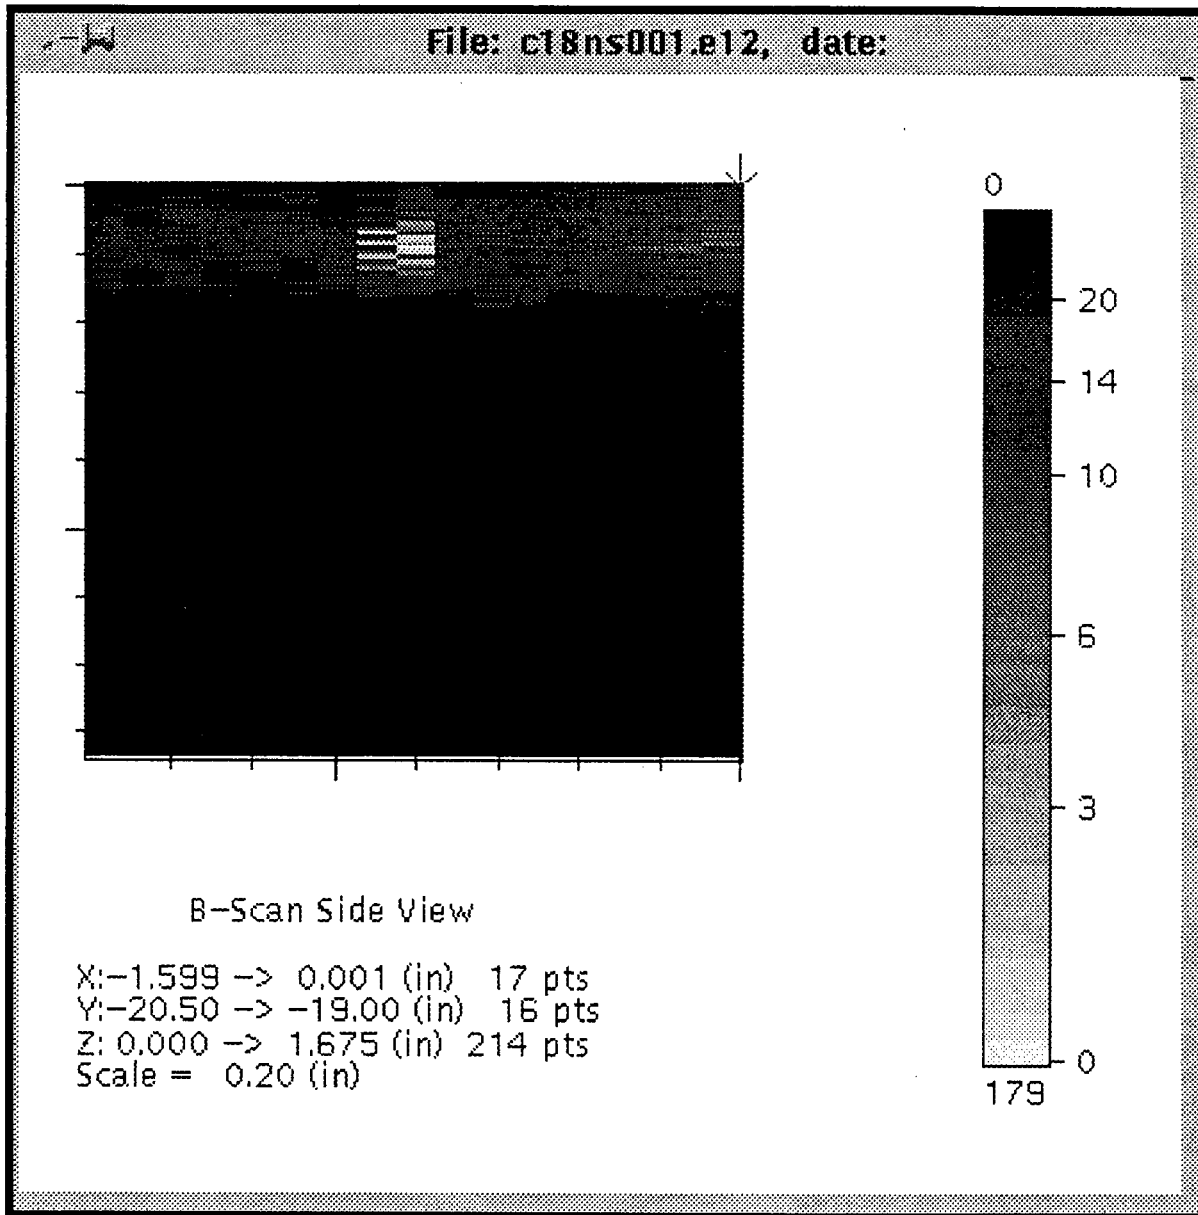 File: c18ns001.e12, date:
0
20
14
10
6
3
0
179
B-Scan Side View
X:-1.599 -> 0.001 (in) 17 pts
Y:-20.50 -> -19.00 (in) 16 pts
Z: 0.000 -> 1.675 (in) 214 pts
Scale = 0.20 (in)